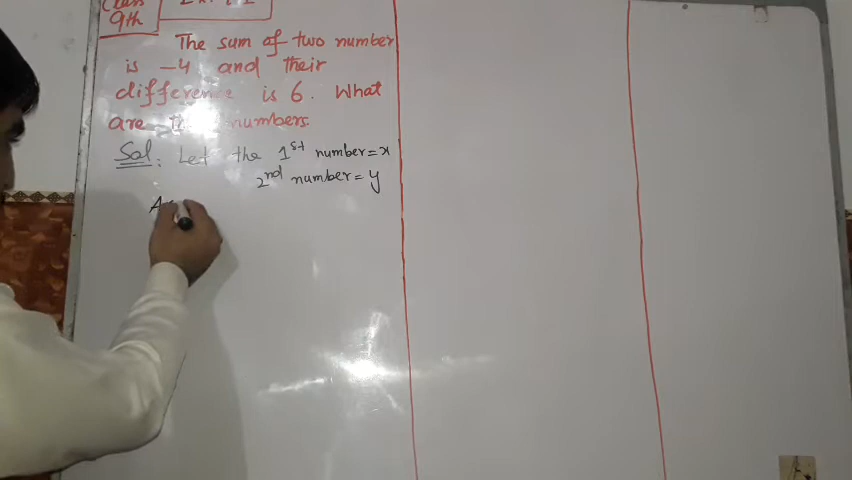 Class
9th
The sum of two number
is -4 and their
difference is 6. What
are numbers.
Sol: Let the 1st number=x
2nd number=y